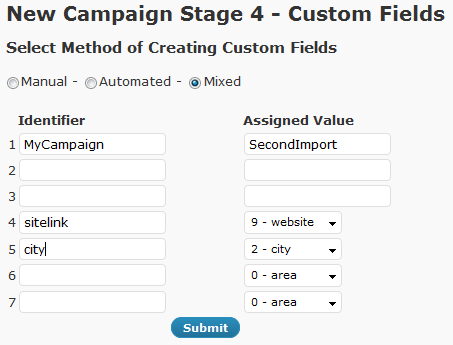 New Campaign Stage 4 - Custom Fields
Select Method of Creating Custom Fields
Manual - Automated - Mixed
Identifier Assigned Value
1 MyCampaign SecondImport
2
3
4 sitelink 9 - website
5 city 2 - city
6 0 - area
7 0 - area
Submit